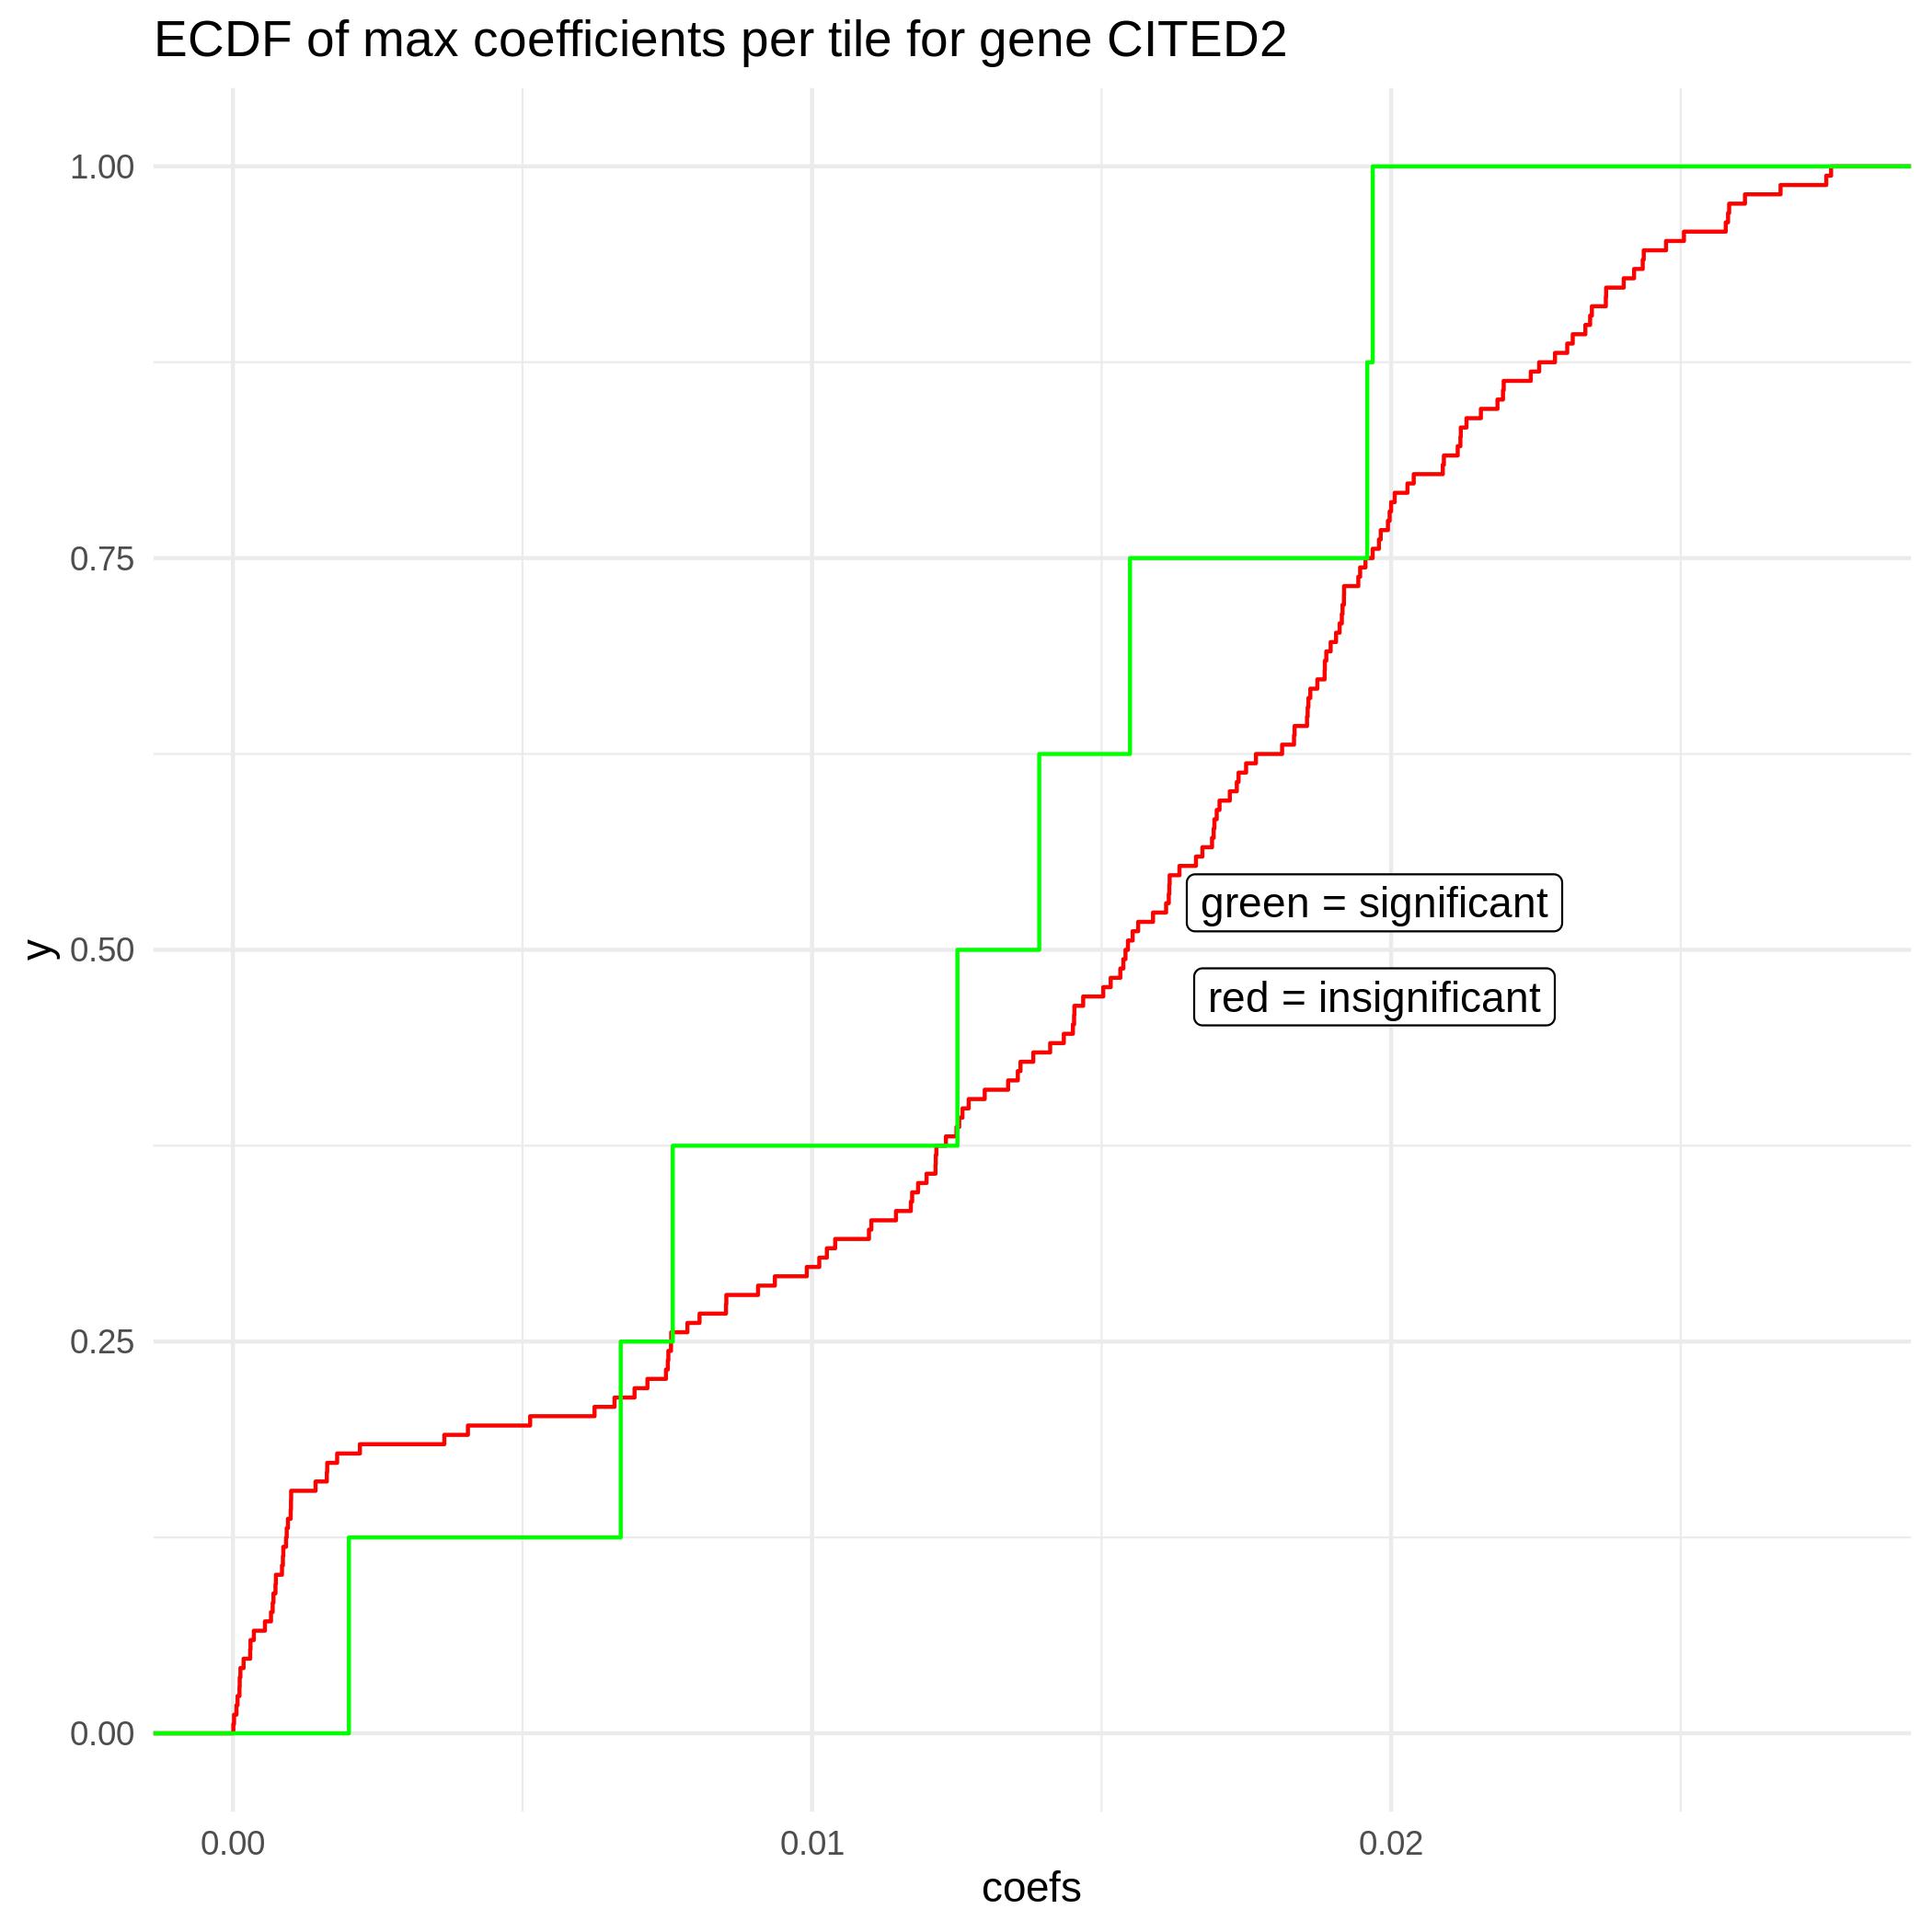 ECDF of max coefficients per tile for gene CITED2
1.00
0.75
0.50
0.25
0.00
y
green = significant
red = insignificant
0.00 0.01 0.02
coefs